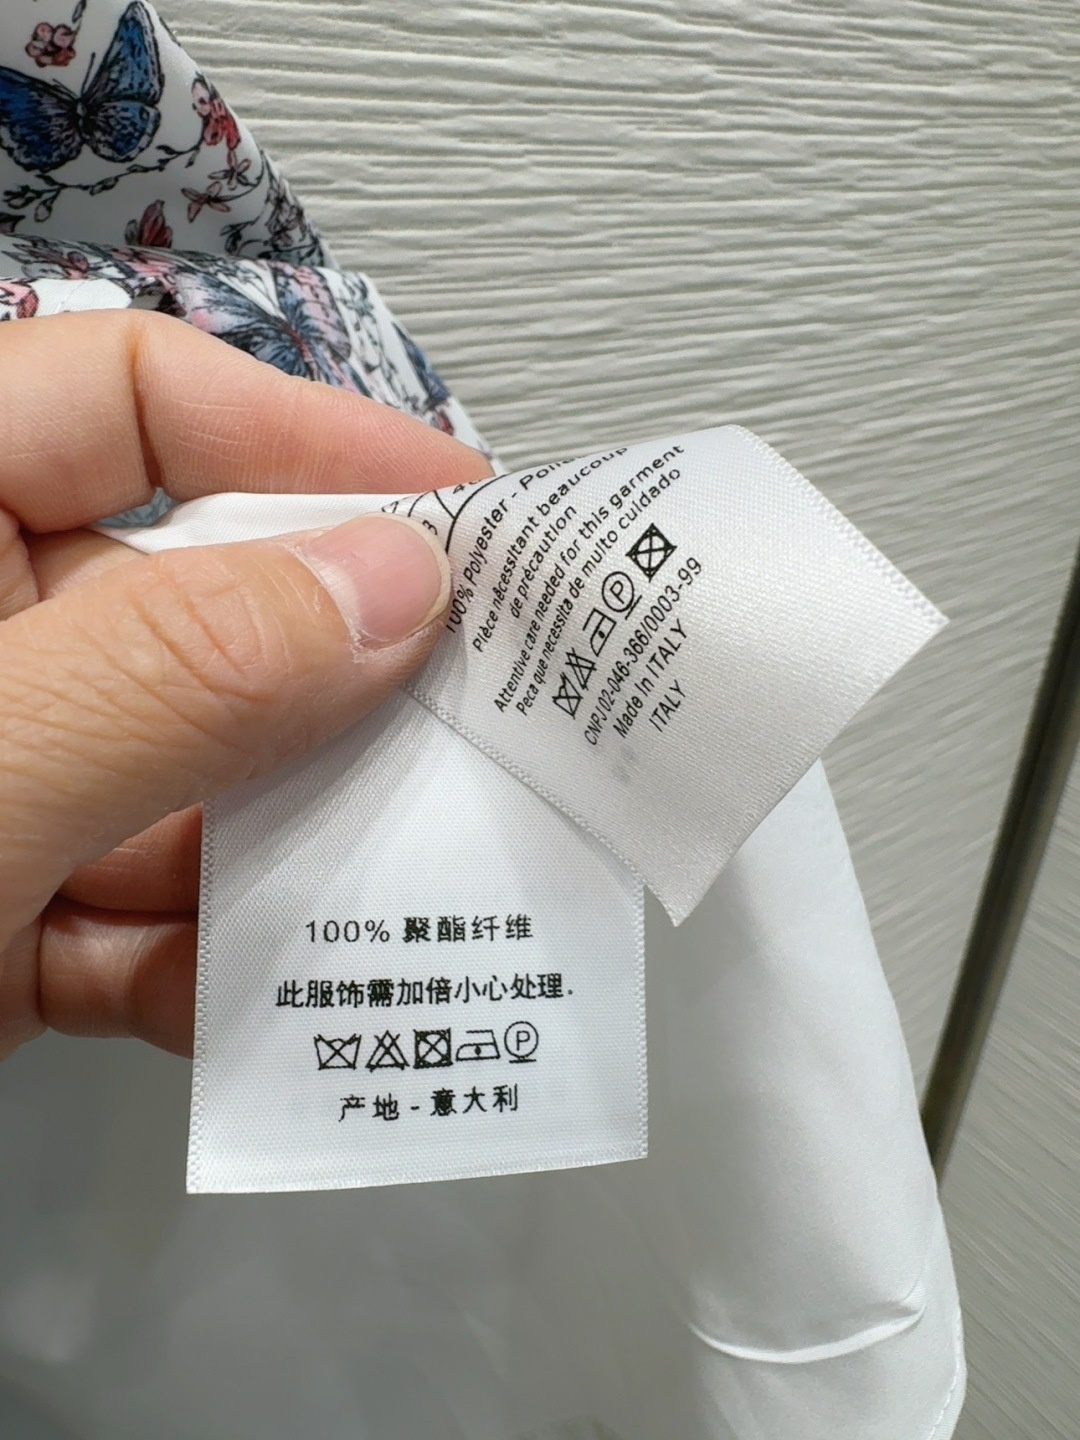 100% Polyester -
Pièce nécessitant beaucoup
de précaution
Attentive care needed for this garment
Peça que necessita de muito cuidado
P
CNPJ 02-046-366/0003-99
Made In ITALY
ITALY
100% 聚酯纤维
此服饰需加倍小心处理.
P
产地 - 意大利